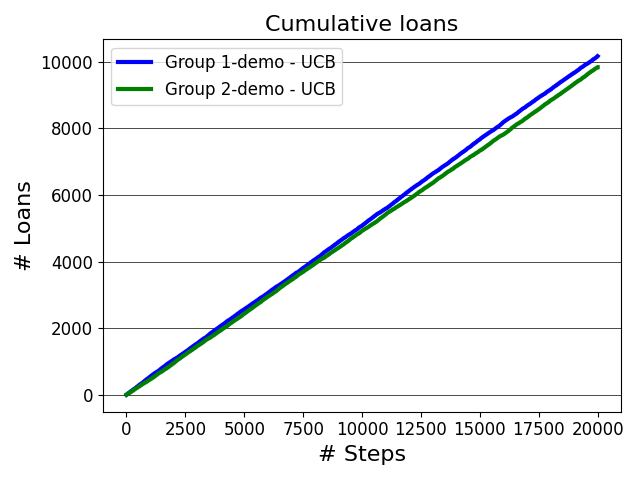 Cumulative loans
Group 1-demo - UCB
Group 2-demo - UCB
# Loans
10000
8000
6000
4000
2000
0
0 2500 5000 7500 10000 12500 15000 17500 20000
# Steps